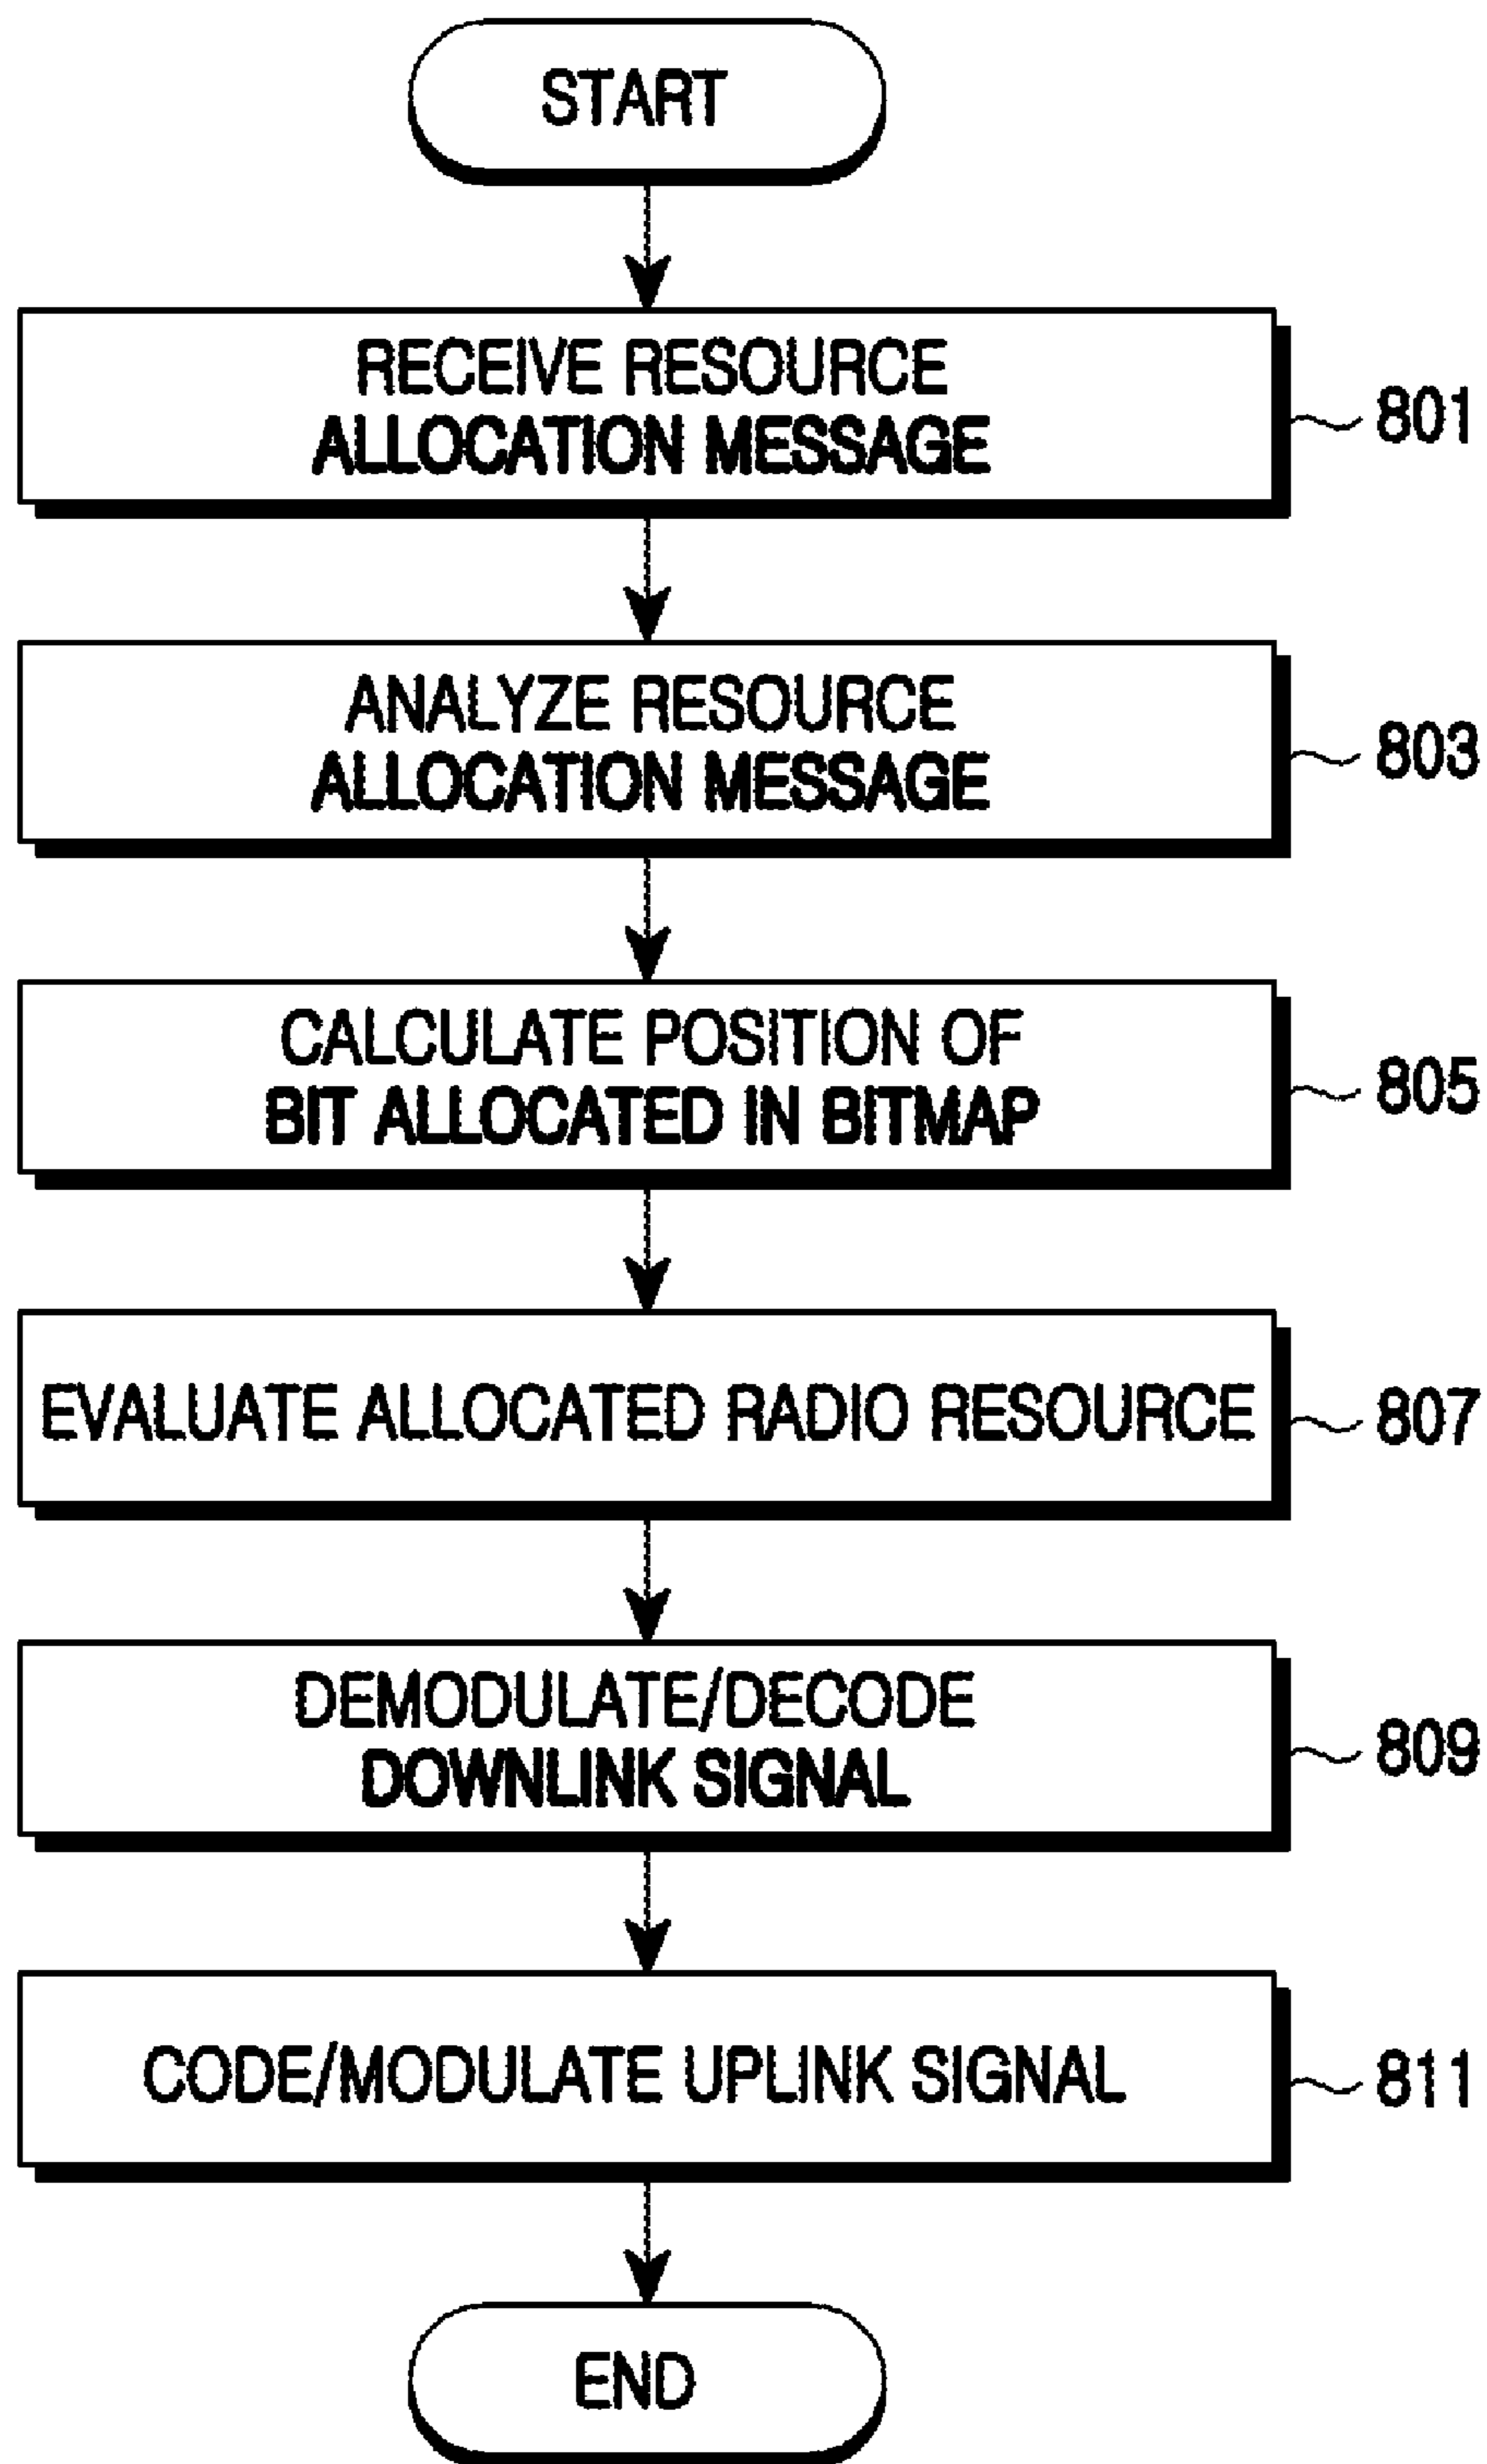 START
RECEIVE RESOURCE
ALLOCATION MESSAGE
801
ANALYZE RESOURCE
ALLOCATION MESSAGE
803
CALCULATE POSITION OF
BIT ALLOCATED IN BITMAP
805
EVALUATE ALLOCATED RADIO RESOURCE
807
DEMODULATE/DECODE
DOWNLINK SIGNAL
809
CODE/MODULATE UPLINK SIGNAL
811
END